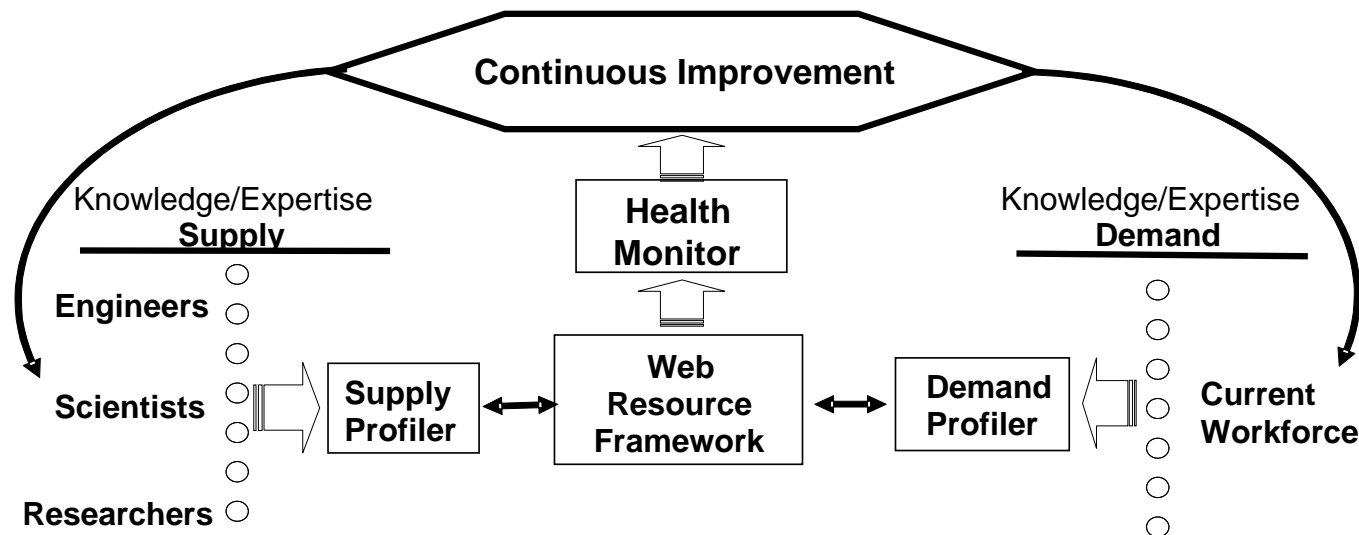 Continuous Improvement
Knowledge/Expertise
Supply
Engineers
Scientists
Researchers
Supply
Profiler
Health
Monitor
Web
Resource
Framework
Demand
Profiler
Knowledge/Expertise
Demand
Current
Workforce